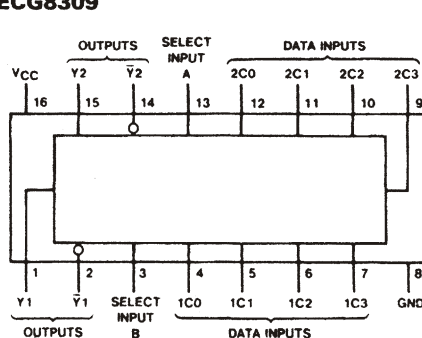 ECG8309
OUTPUTS SELECT INPUT A DATA INPUTS
VCC Y2 Y̅2 2C0 2C1 2C2 2C3
16 15 14 13 12 11 10 9
1 2 3 4 5 6 7 8
Y1 Y̅1 SELECT INPUT B 1C0 1C1 1C2 1C3 GND
OUTPUTS DATA INPUTS